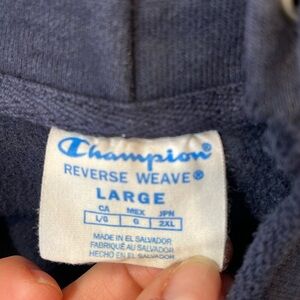 Champion®
REVERSE WEAVE®
LARGE
CA MEX JPN
L/G G 2XL
MADE IN EL SALVADOR
FABRIQUÉ AU SALVADOR
HECHO EN EL SALVADOR